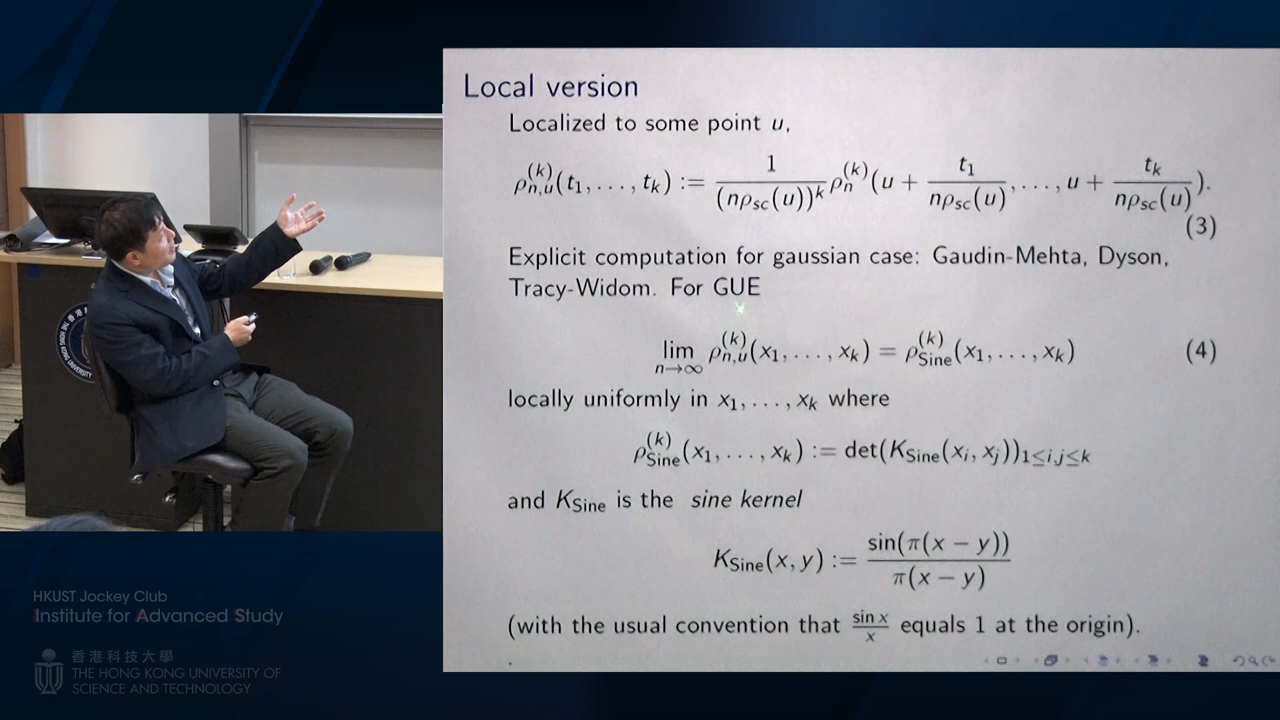 Local version
Localized to some point u,
ρ_{n,u}^{(k)}(t_1, . . . , t_k) := \frac{1}{(nρ_{sc}(u))^k} ρ_n^{(k)}(u + \frac{t_1}{nρ_{sc}(u)}, . . . , u + \frac{t_k}{nρ_{sc}(u)}).
(3)
Explicit computation for gaussian case: Gaudin-Mehta, Dyson,
Tracy-Widom. For GUE
\lim_{n→∞} ρ_{n,u}^{(k)}(x_1, . . . , x_k) = ρ_{Sine}^{(k)}(x_1, . . . , x_k) (4)
locally uniformly in x_1, . . . , x_k where
ρ_{Sine}^{(k)}(x_1, . . . , x_k) := det(K_{Sine}(x_i, x_j))_{1≤i,j≤k}
and K_{Sine} is the sine kernel
K_{Sine}(x, y) := \frac{sin(π(x − y))}{π(x − y)}
(with the usual convention that \frac{sin x}{x} equals 1 at the origin).
HKUST Jockey Club
Institute for Advanced Study
香港科技大學
THE HONG KONG UNIVERSITY OF
SCIENCE AND TECHNOLOGY